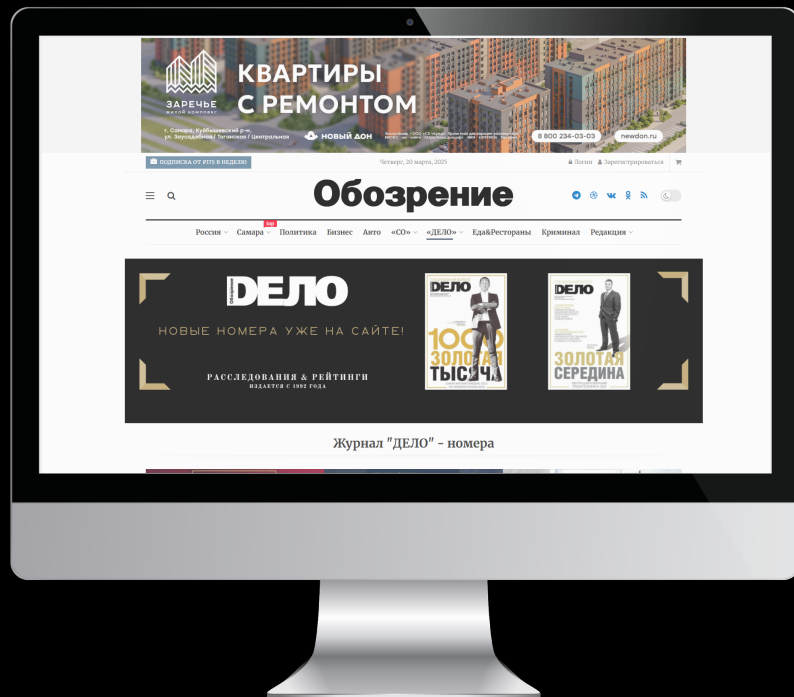 КВАРТИРЫ
С РЕМОНТОМ
ЗАРЕЧЬЕ
ЖИЛОЙ КОМПЛЕКС
г. Самара, Куйбышевский р-н,
ул. Заусадебная / Таганская / Центральная
НОВЫЙ ДОН
8 800 234-03-03
newdon.ru
ПОДПИСКА ОТ ₽175 В НЕДЕЛЮ
Четверг, 20 марта, 2025
Логин Зарегистрироваться
Обозрение
top
Россия Самара Политика Бизнес Авто «СО» «ДЕЛО» Еда&Рестораны Криминал Редакция
Обозрение
ДЕЛО
НОВЫЕ НОМЕРА УЖЕ НА САЙТЕ!
РАССЛЕДОВАНИЯ & РЕЙТИНГИ
ИЗДАЕТСЯ С 1992 ГОДА
ДЕЛО
1000
ЗОЛОТАЯ
ТЫСЯЧА
ДЕЛО
ЗОЛОТАЯ
СЕРЕДИНА
Журнал "ДЕЛО" - номера